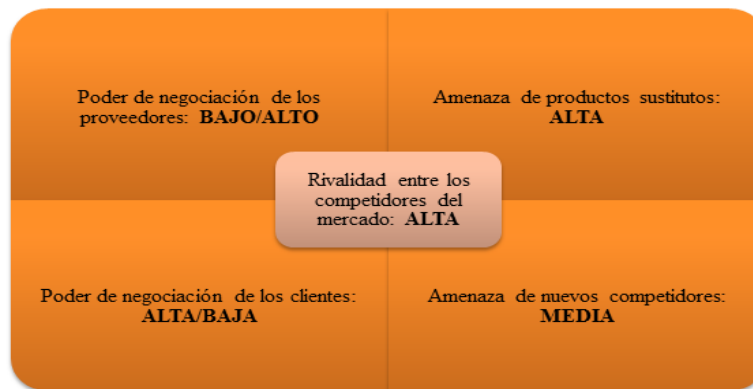 Poder de negociación de los
proveedores: BAJO/ALTO
Amenaza de productos sustitutos:
ALTA
Rivalidad entre los
competidores del
mercado: ALTA
Poder de negociación de los clientes:
ALTA/BAJA
Amenaza de nuevos competidores:
MEDIA